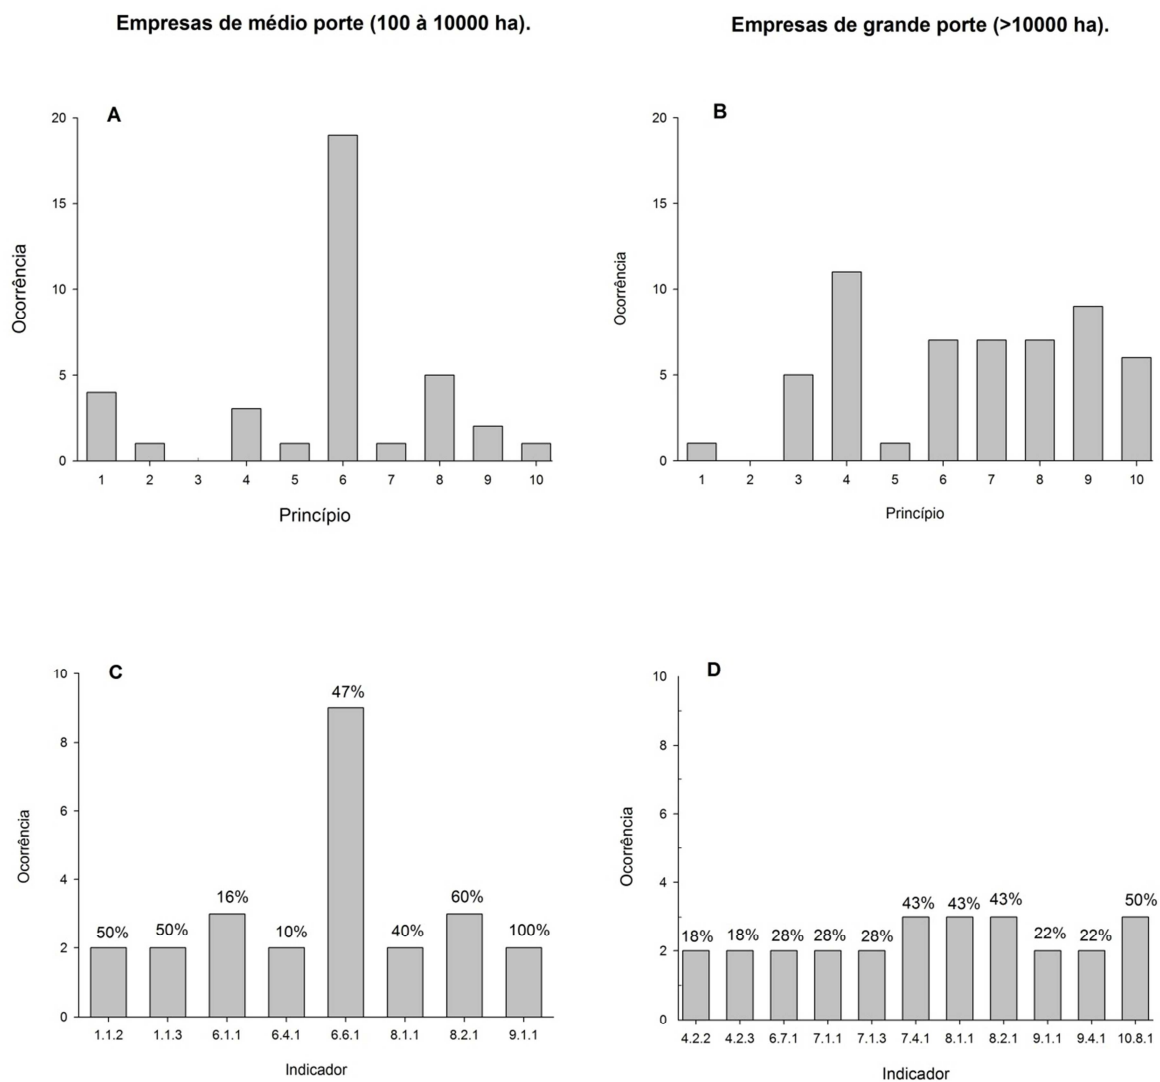 Empresas de médio porte (100 à 10000 ha).
Empresas de grande porte (>10000 ha).
A
20
15
10
5
0
Ocorrência
1 2 3 4 5 6 7 8 9 10
Princípio
B
20
15
10
5
0
Ocorrência
1 2 3 4 5 6 7 8 9 10
Princípio
C
10
8
6
4
2
0
Ocorrência
50% 50% 16% 10% 47% 40% 60% 100%
1.1.2 1.1.3 6.1.1 6.4.1 6.6.1 8.1.1 8.2.1 9.1.1
Indicador
D
10
8
6
4
2
0
Ocorrência
18% 18% 28% 28% 28% 43% 43% 43% 22% 22% 50%
4.2.2 4.2.3 6.7.1 7.1.1 7.1.3 7.4.1 8.1.1 8.2.1 9.1.1 9.4.1 10.8.1
Indicador